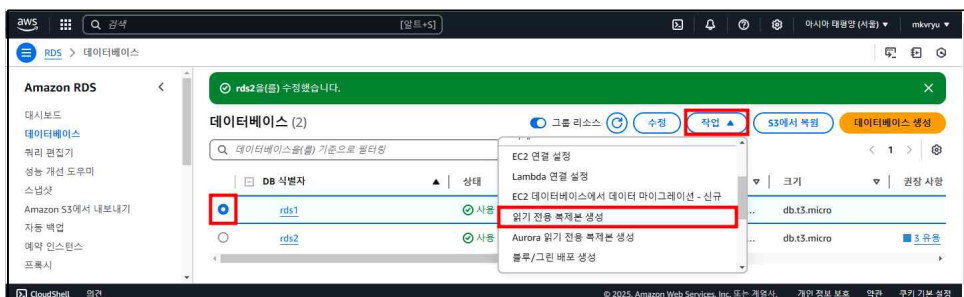 aws 검색 [알트+S] 아시아 태평양 (서울) ▼ mkvryu ▼
RDS > 데이터베이스
Amazon RDS
대시보드
데이터베이스
쿼리 편집기
성능 개선 도우미
스냅샷
Amazon S3에서 내보내기
자동 백업
예약 인스턴스
프록시
rds2을(를) 수정했습니다.
데이터베이스 (2) 그룹 리소스 수정 작업 ▲ S3에서 복원 데이터베이스 생성
데이터베이스을(를) 기준으로 필터링 < 1 >
DB 식별자 ▲ 상태 크기 권장 사항
rds1 사용 ... db.t3.micro
rds2 사용 ... db.t3.micro 3 유용
EC2 연결 설정
Lambda 연결 설정
EC2 데이터베이스에서 데이터 마이그레이션 - 신규
읽기 전용 복제본 생성
Aurora 읽기 전용 복제본 생성
블루/그린 배포 생성
CloudShell 의견 © 2025, Amazon Web Services, Inc. 또는 계열사. 개인 정보 보호 약관 쿠키 기본 설정